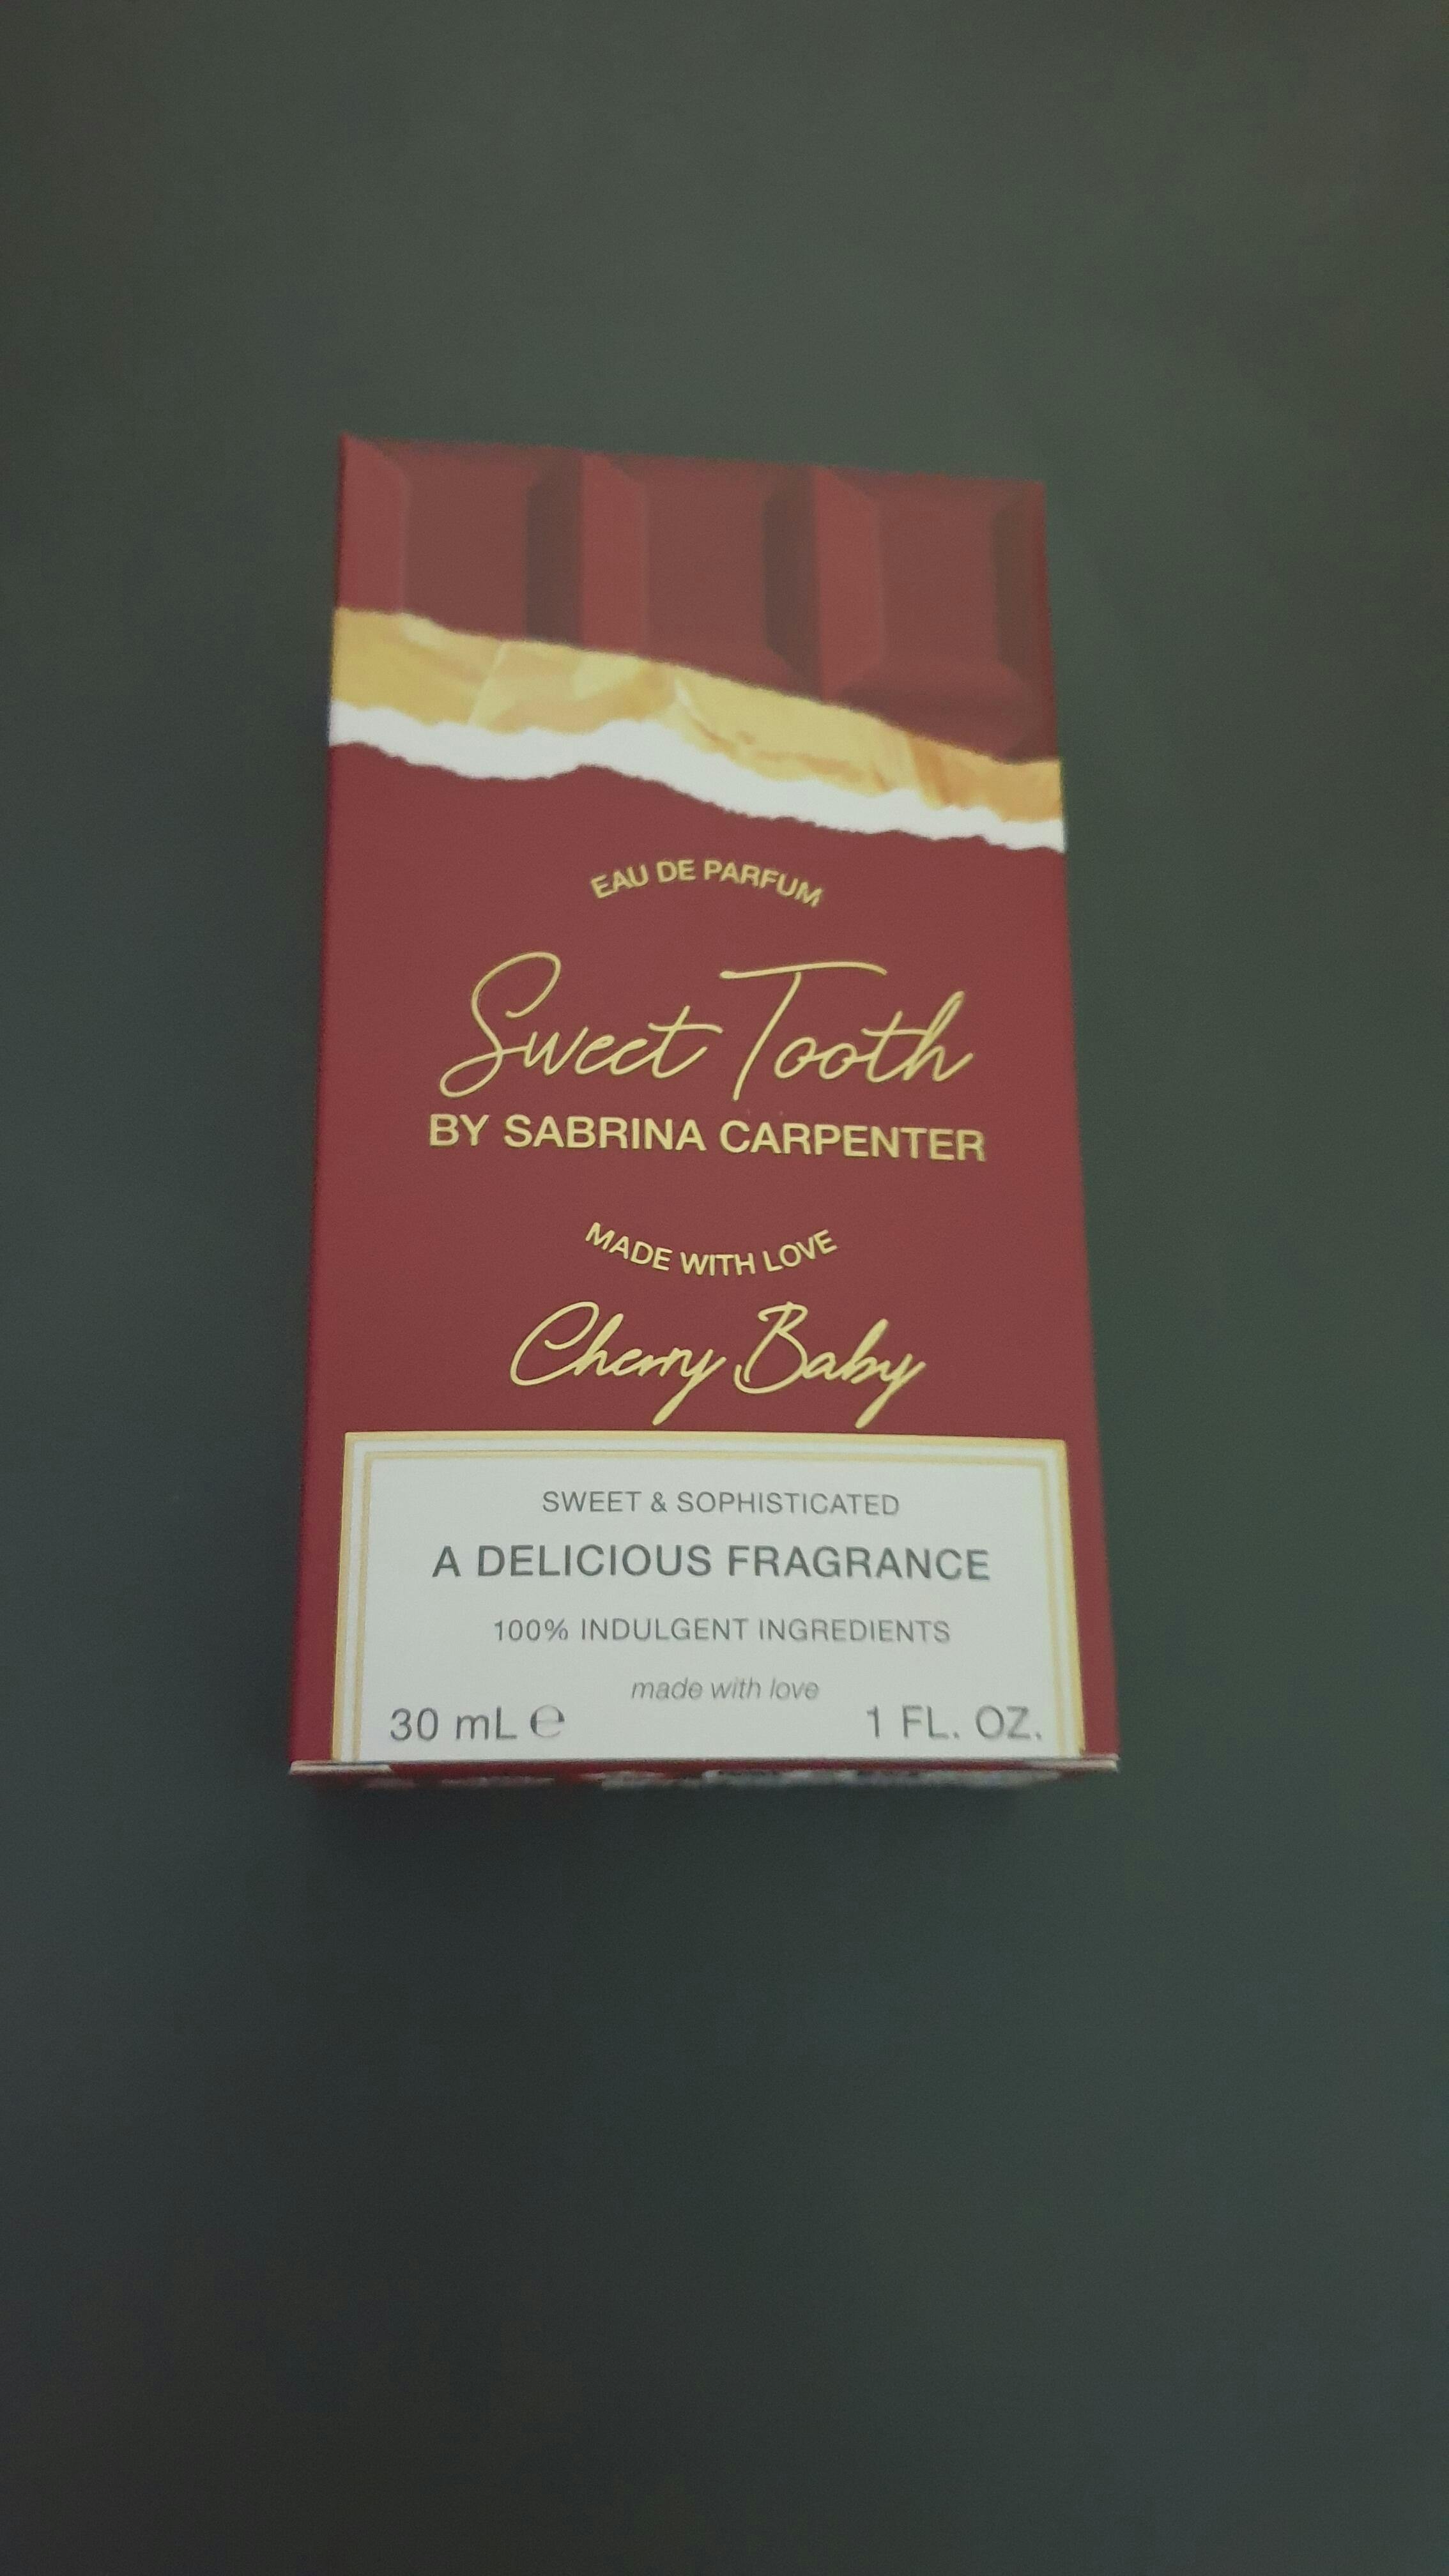 EAU DE PARFUM
Sweet Tooth
BY SABRINA CARPENTER
MADE WITH LOVE
Cherry Baby
SWEET & SOPHISTICATED
A DELICIOUS FRAGRANCE
100% INDULGENT INGREDIENTS
made with love
30 mL ℮ 1 FL. OZ.